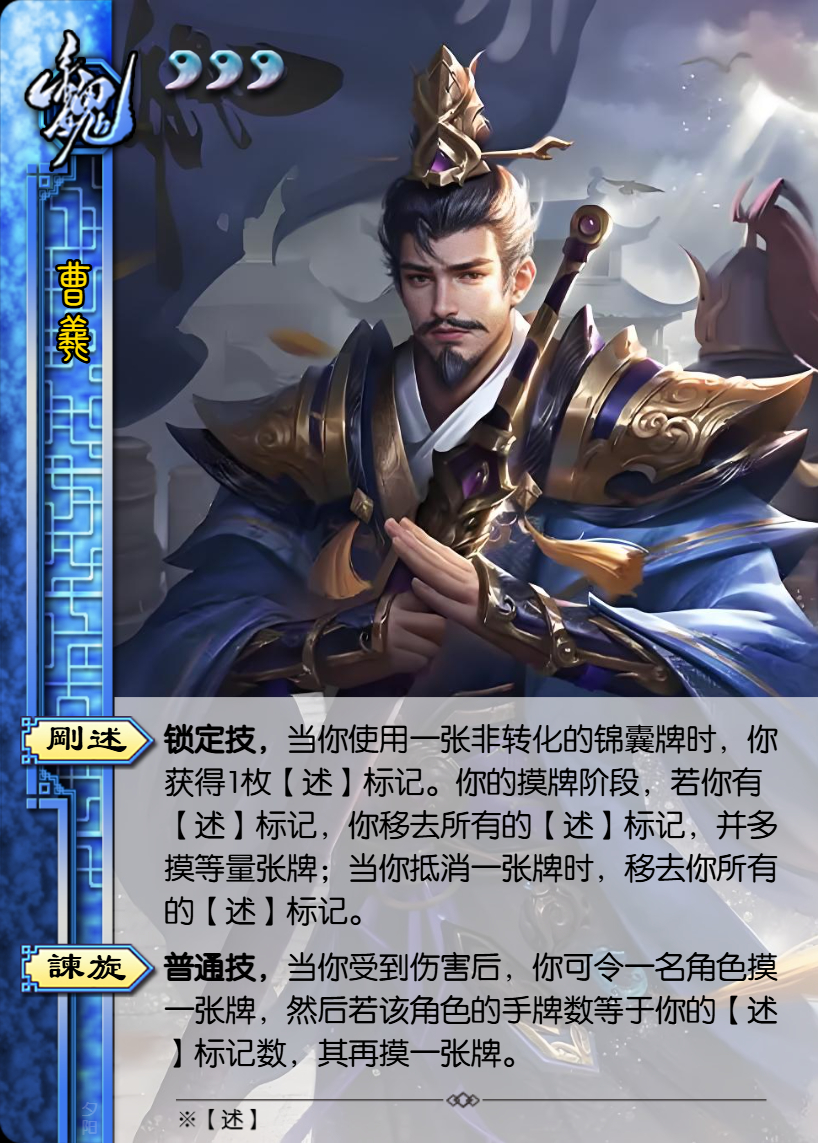 魏
曹羲
剛述
锁定技，当你使用一张非转化的锦囊牌时，你
获得1枚【述】标记。你的摸牌阶段，若你有
【述】标记，你移去所有的【述】标记，并多
摸等量张牌；当你抵消一张牌时，移去你所有
的【述】标记。
諫旋
普通技，当你受到伤害后，你可令一名角色摸
一张牌，然后若该角色的手牌数等于你的【述
】标记数，其再摸一张牌。
※【述】
夕阳